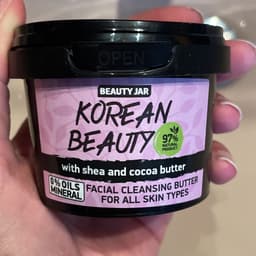 OPEN
BEAUTY JAR
KOREAN
BEAUTY
97%
NATURAL
PRODUCT
with shea and cocoa butter
0% OILS
MINERAL
FACIAL CLEANSING BUTTER
FOR ALL SKIN TYPES